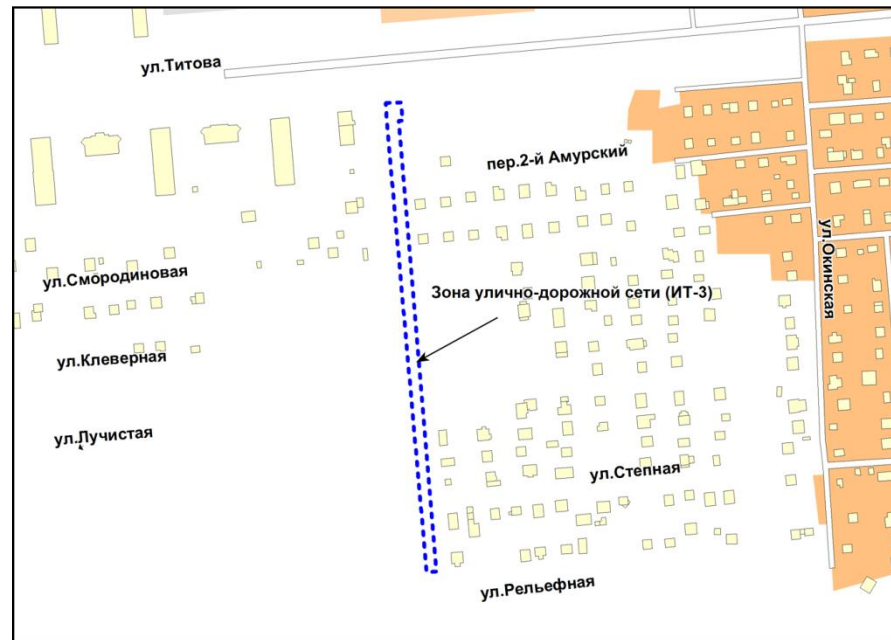 ул.Титова
пер.2-й Амурский
ул.Окинская
ул.Смородиновая
Зона улично-дорожной сети (ИТ-3)
ул.Клеверная
ул.Лучистая
ул.Степная
ул.Рельефная